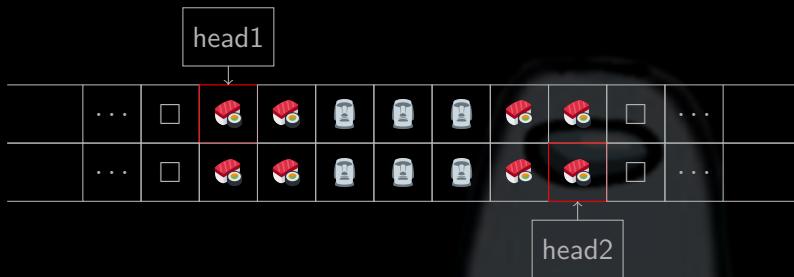 head1
... □ 🍣 🍣 🗿 🗿 🗿 🍣 🍣 □ ...
... □ 🍣 🍣 🗿 🗿 🗿 🍣 🍣 □ ...
head2